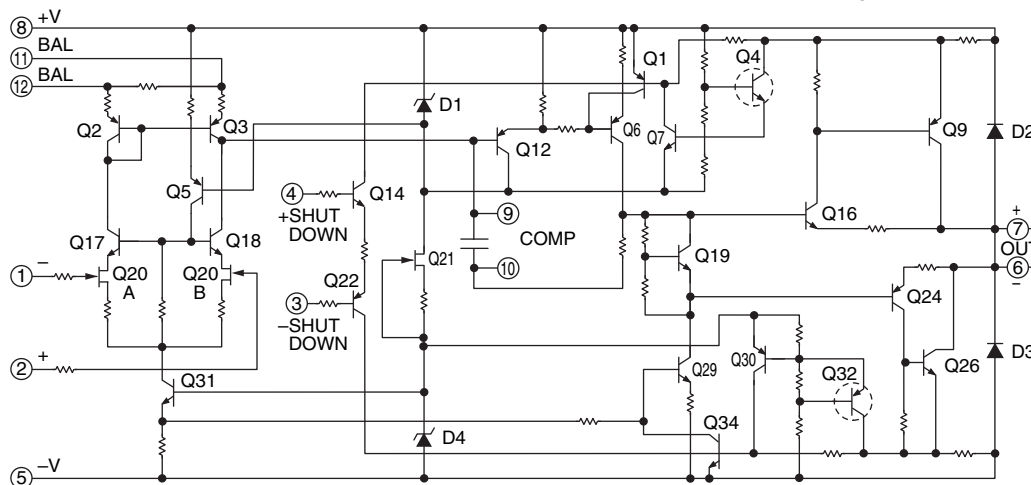 ⑧ +V
⑪ BAL
⑫ BAL
Q1
Q4
D1
Q2
Q3
Q6
Q7
Q9
D2
Q12
Q5
④ +SHUT DOWN
Q14
⑨
COMP
⑩
Q16
+
⑦
OUT
⑥
−
Q17
Q18
Q19
① −
Q20 A
Q20 B
Q21
Q22
③ −SHUT DOWN
Q24
② +
Q31
Q29
Q30
Q32
Q26
D3
D4
Q34
⑤ −V